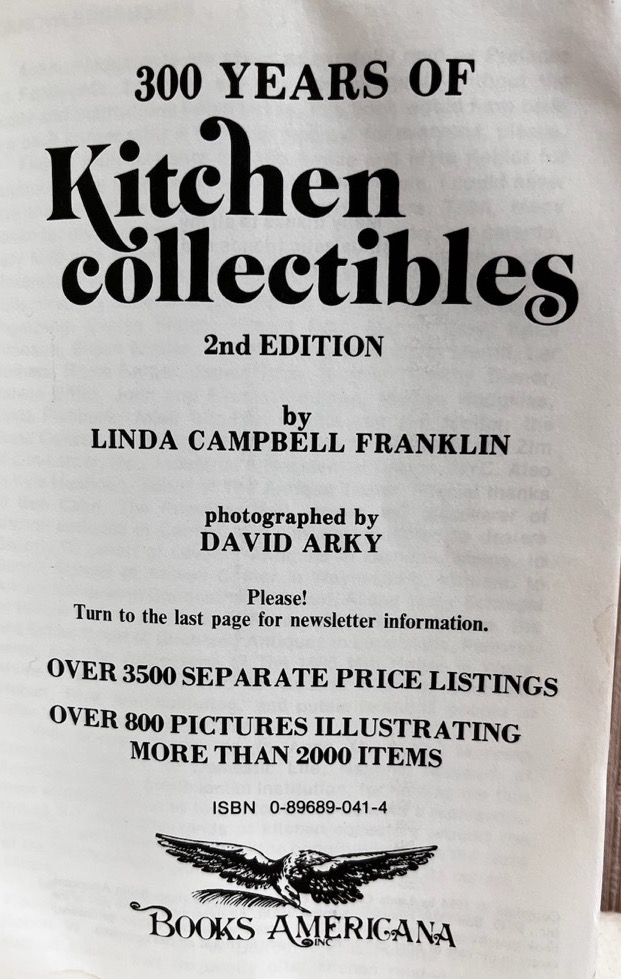 300 YEARS OF
Kitchen
collectibles
2nd EDITION
by
LINDA CAMPBELL FRANKLIN
photographed by
DAVID ARKY
Please!
Turn to the last page for newsletter information.
OVER 3500 SEPARATE PRICE LISTINGS
OVER 800 PICTURES ILLUSTRATING
MORE THAN 2000 ITEMS
ISBN 0-89689-041-4
BOOKS AMERICANA
INC